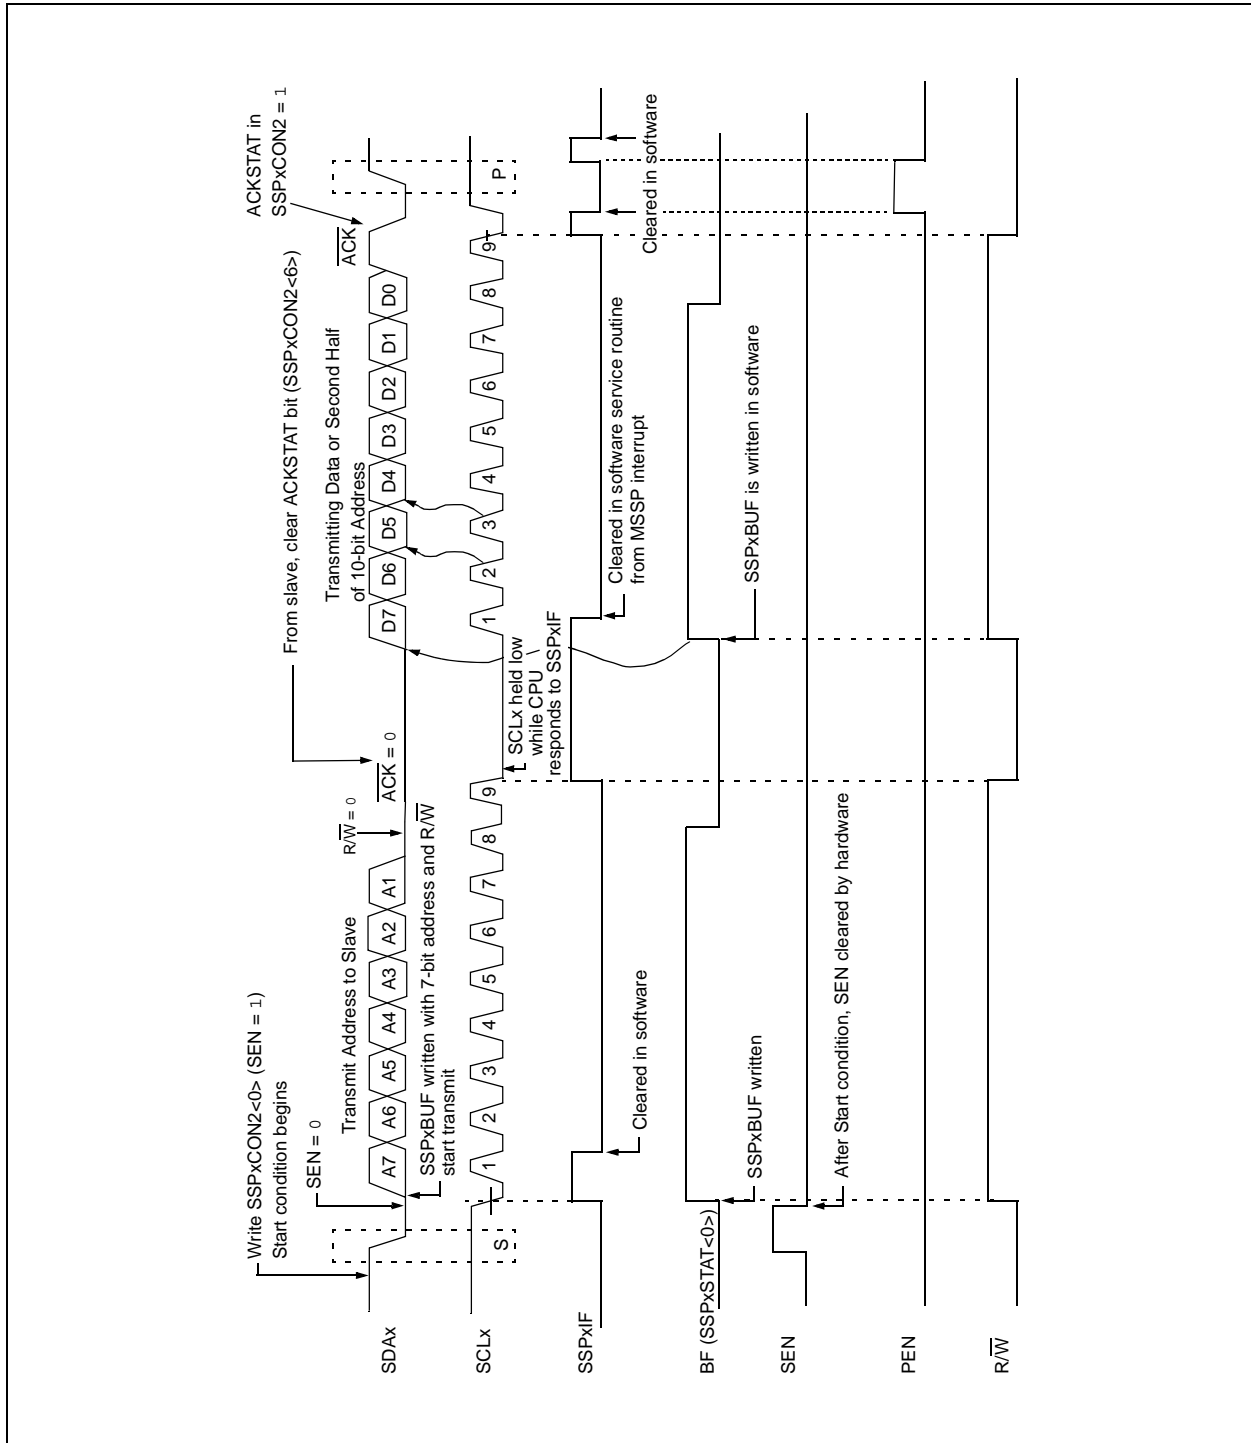 Write SSPxCON2<0> (SEN = 1)
Start condition begins
SEN = 0
Transmit Address to Slave
R/W = 0
From slave, clear ACKSTAT bit (SSPxCON2<6>)
ACK = 0
Transmitting Data or Second Half
of 10-bit Address
ACK
ACKSTAT in
SSPxCON2 = 1
SDAx
A7 A6 A5 A4 A3 A2 A1
D7 D6 D5 D4 D3 D2 D1 D0
SSPxBUF written with 7-bit address and R/W
start transmit
SCLx
S
1 2 3 4 5 6 7 8 9
1 2 3 4 5 6 7 8 9
P
SCLx held low
while CPU
responds to SSPxIF
SSPxIF
Cleared in software
Cleared in software service routine
from MSSP interrupt
Cleared in software
BF (SSPxSTAT<0>)
SSPxBUF written
SSPxBUF is written in software
SEN
After Start condition, SEN cleared by hardware
PEN
R/W